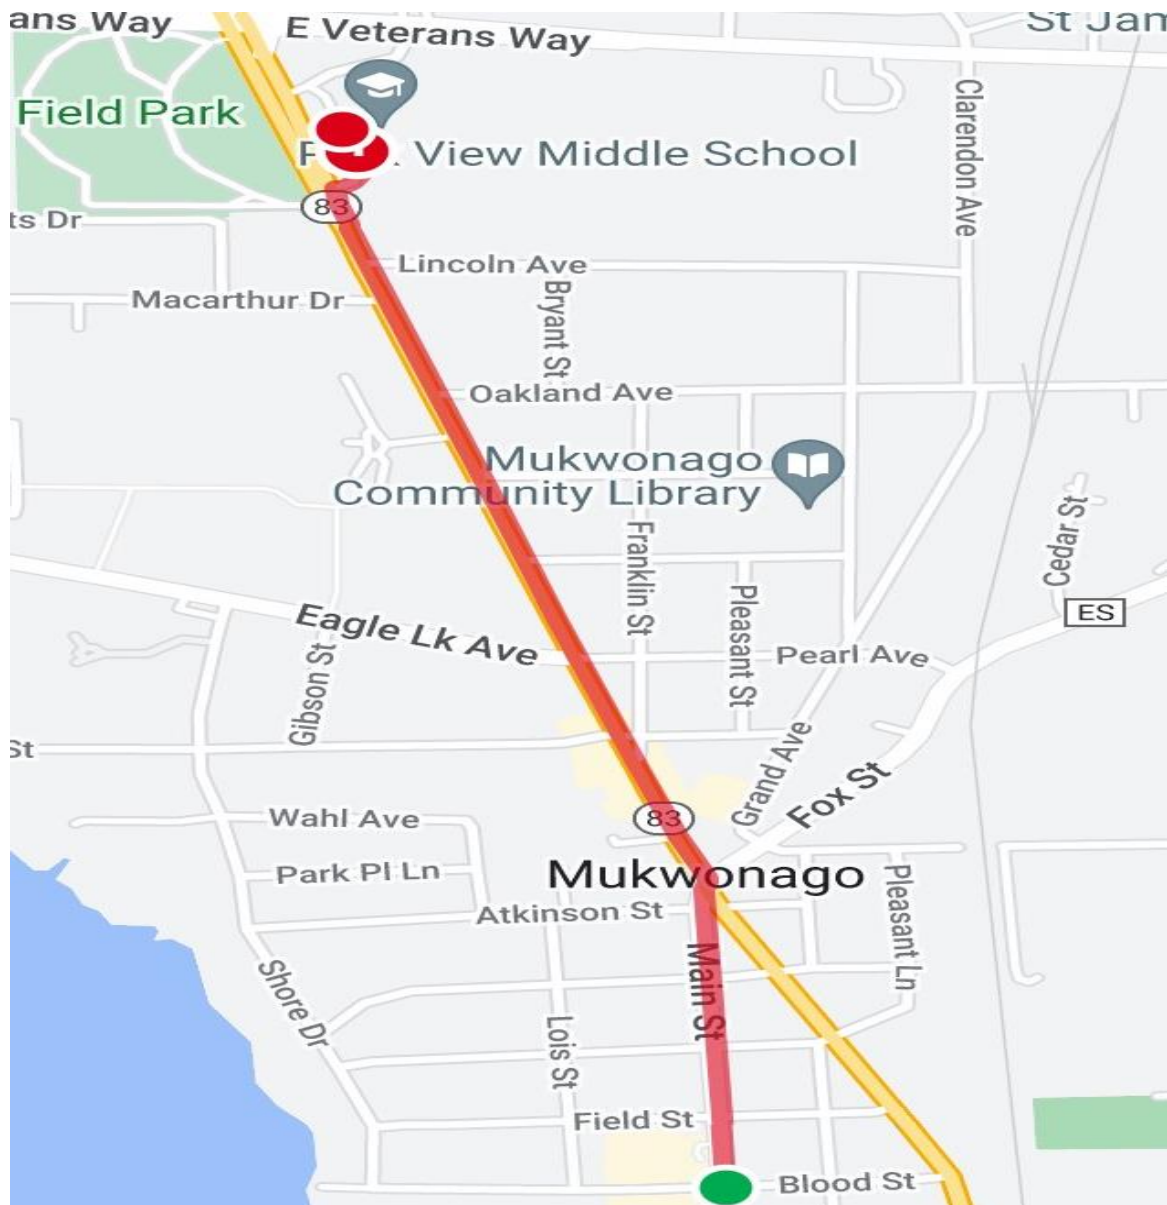 ans Way
E Veterans Way
St Jam
Field Park
View Middle School
Clarendon Ave
83
ts Dr
Lincoln Ave
Macarthur Dr
Bryant St
Oakland Ave
Mukwonago
Community Library
Franklin St
Cedar St
Pleasant St
ES
Eagle Lk Ave
Gibson St
Pearl Ave
St
Grand Ave
Fox St
Wahl Ave
83
Mukwonago
Park Pl Ln
Pleasant Ln
Atkinson St
Main St
Shore Dr
Lois St
Field St
Blood St